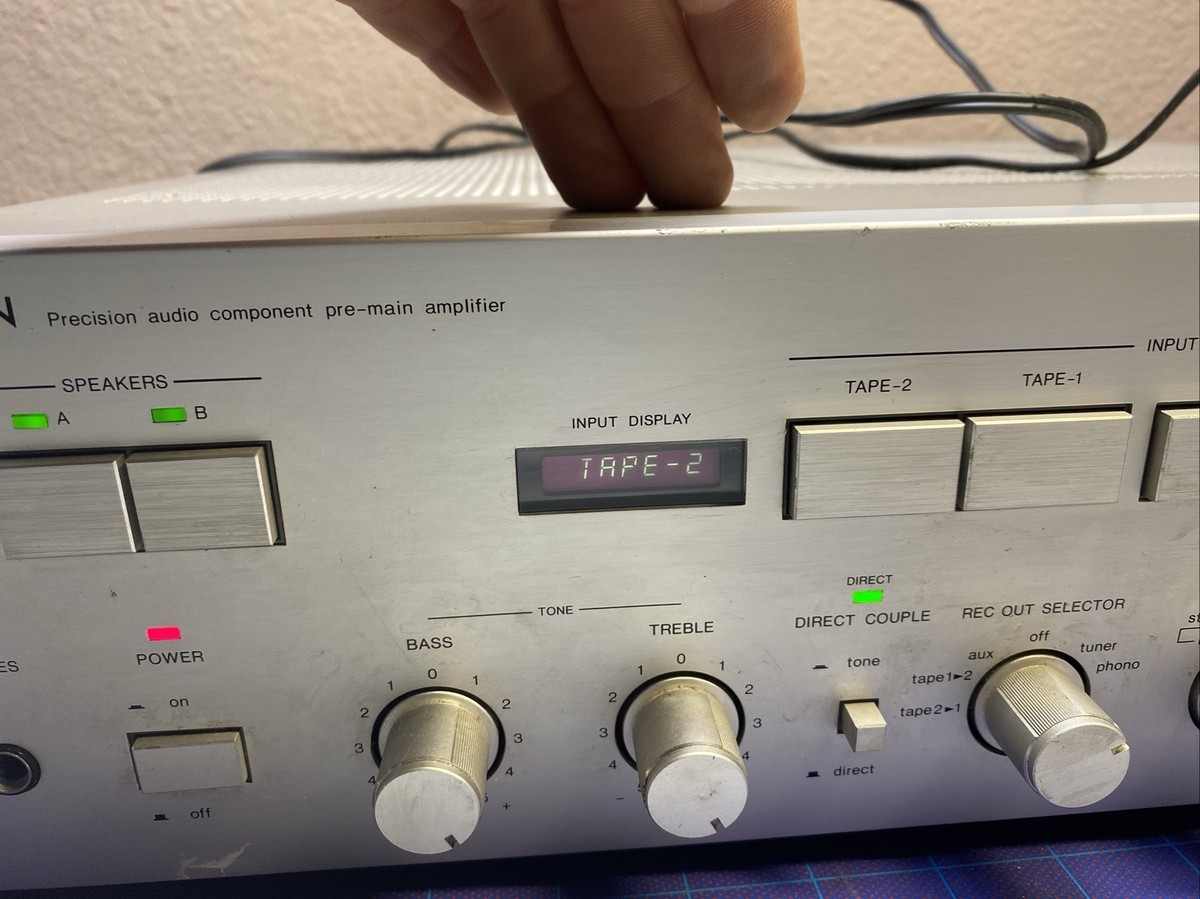 N Precision audio component pre-main amplifier
SPEAKERS
A B
INPUT
TAPE-2 TAPE-1
INPUT DISPLAY
TAPE-2
POWER
on
off
TONE
BASS
0
1 1
2 2
3 3
4 4
+
TREBLE
0
1 1
2 2
3 3
4 4
-
DIRECT
DIRECT COUPLE
tone
direct
REC OUT SELECTOR
off
aux tuner
tape1►2 phono
tape2►1
ES
st